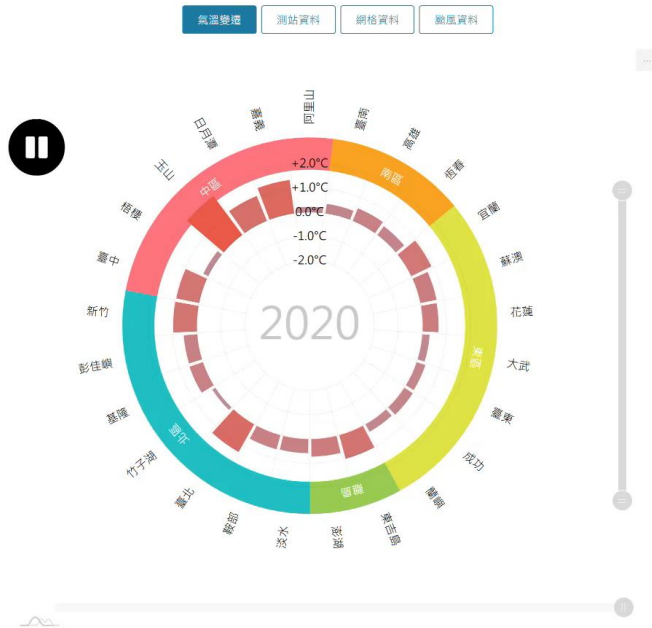 氣溫變遷
測站資料
網格資料
颱風資料
阿里山
臺南
高雄
恆春
宜蘭
蘇澳
花蓮
大武
臺東
成功
蘭嶼
東吉島
澎湖
淡水
鞍部
臺北
竹子湖
基隆
彭佳嶼
新竹
臺中
梧棲
玉山
日月潭
嘉義
中區
南區
東區
離島
北區
+2.0°C
+1.0°C
0.0°C
-1.0°C
-2.0°C
2020